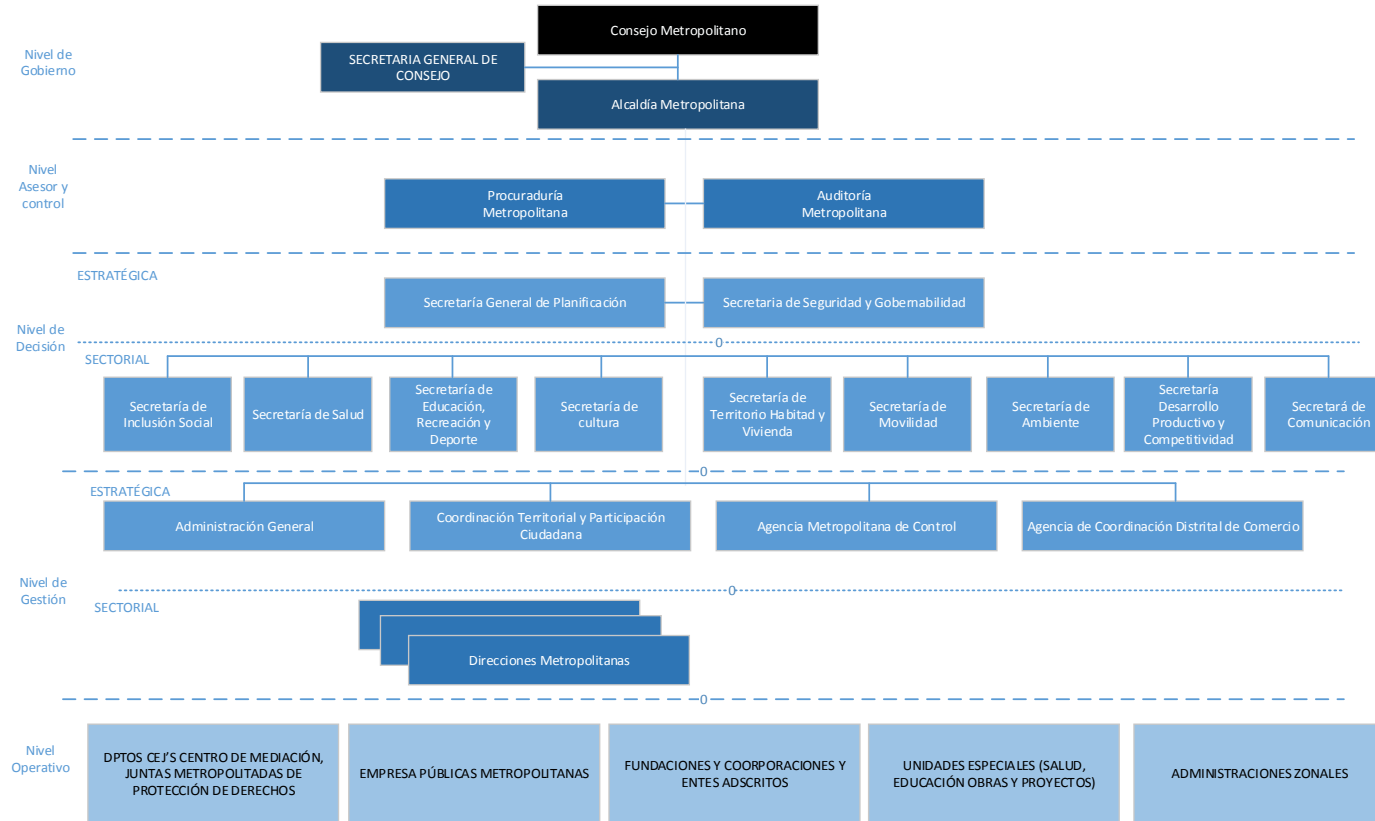 Consejo Metropolitano
Nivel de
Gobierno
SECRETARIA GENERAL DE
CONSEJO
Alcaldía Metropolitana
Nivel
Asesor y
control
Procuraduría
Metropolitana
Auditoría
Metropolitana
ESTRATÉGICA
Secretaría General de Planificación
Secretaria de Seguridad y Gobernabilidad
Nivel de
Decisión
0
SECTORIAL
Secretaría de
Inclusión Social
Secretaría de Salud
Secretaría de
Educación,
Recreación y
Deporte
Secretaría de
cultura
Secretaría de
Territorio Habitad y
Vivienda
Secretaría de
Movilidad
Secretaría de
Ambiente
Secretaría
Desarrollo
Productivo y
Competitividad
Secretará de
Comunicación
0
ESTRATÉGICA
Administración General
Coordinación Territorial y Participación
Ciudadana
Agencia Metropolitana de Control
Agencia de Coordinación Distrital de Comercio
Nivel de
Gestión
0
SECTORIAL
Direcciones Metropolitanas
0
Nivel
Operativo
DPTOS CEJ'S CENTRO DE MEDIACIÓN,
JUNTAS METROPOLITADAS DE
PROTECCIÓN DE DERECHOS
EMPRESA PÚBLICAS METROPOLITANAS
FUNDACIONES Y COORPORACIONES Y
ENTES ADSCRITOS
UNIDADES ESPECIALES (SALUD,
EDUCACIÓN OBRAS Y PROYECTOS)
ADMINISTRACIONES ZONALES